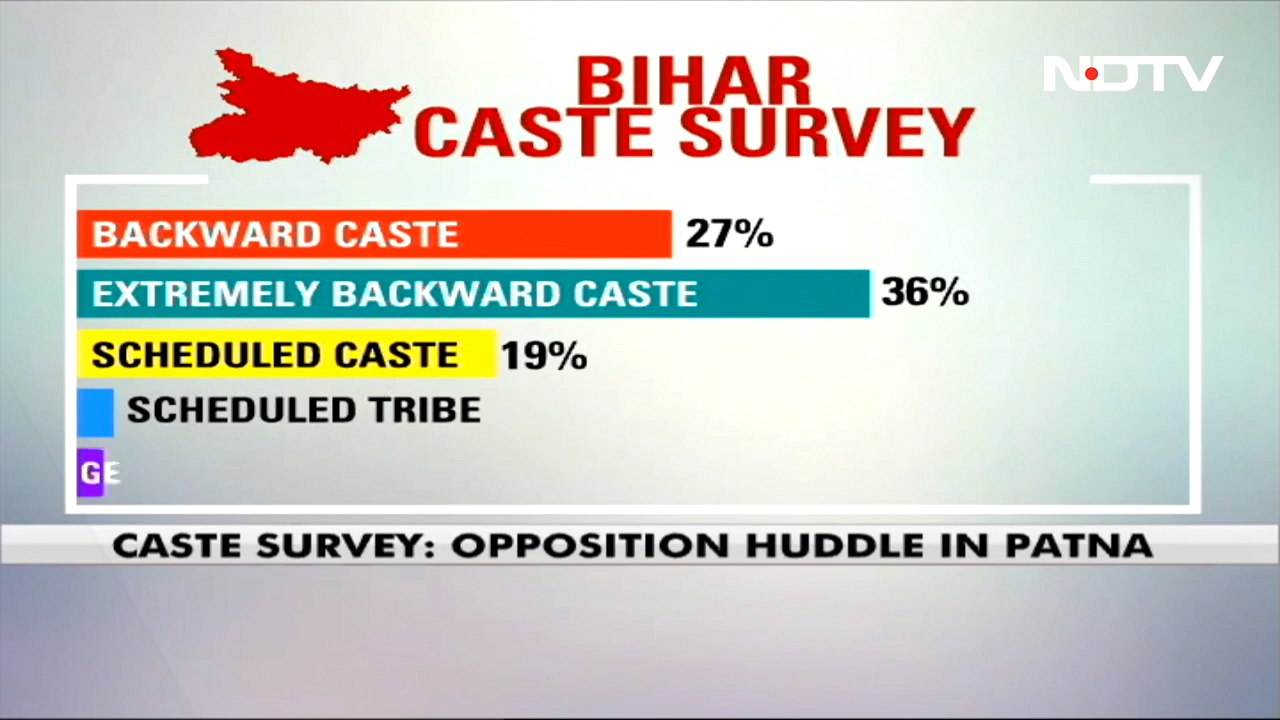 BIHAR
CASTE SURVEY
NDTV
BACKWARD CASTE 27%
EXTREMELY BACKWARD CASTE 36%
SCHEDULED CASTE 19%
SCHEDULED TRIBE
GE
CASTE SURVEY: OPPOSITION HUDDLE IN PATNA